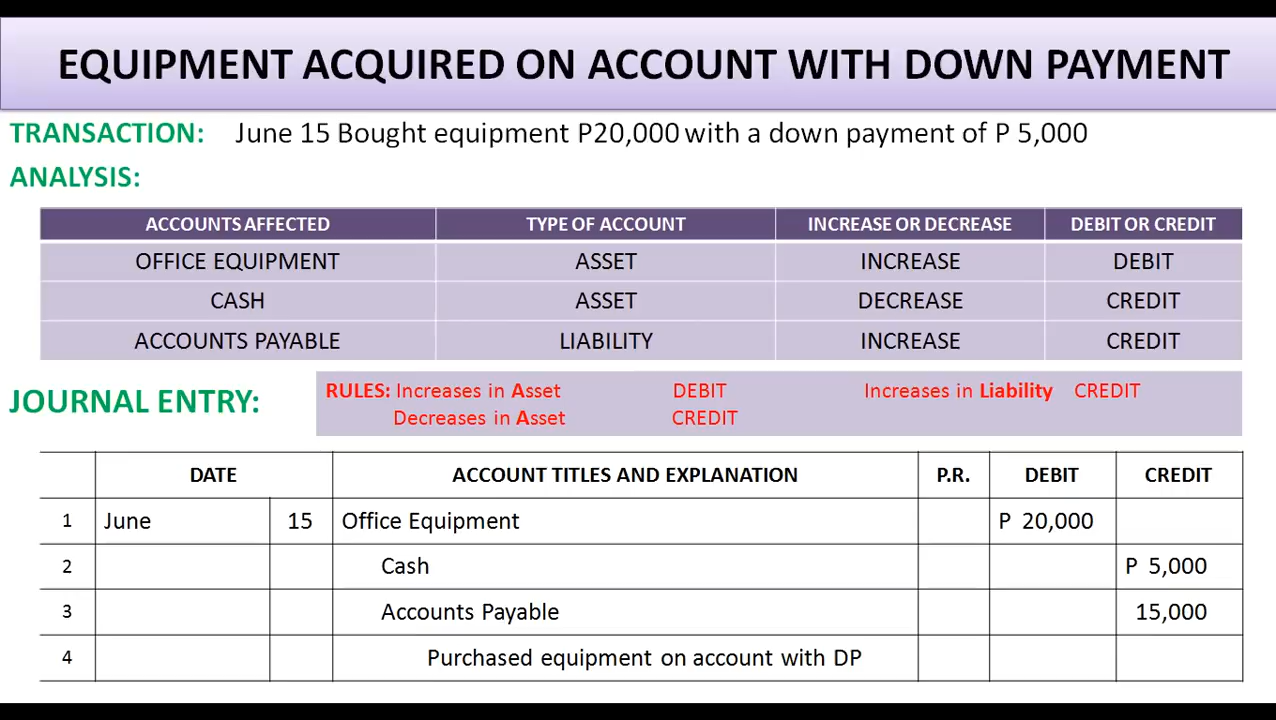 EQUIPMENT ACQUIRED ON ACCOUNT WITH DOWN PAYMENT
TRANSACTION: June 15 Bought equipment P20,000 with a down payment of P 5,000
ANALYSIS:
ACCOUNTS AFFECTED TYPE OF ACCOUNT INCREASE OR DECREASE DEBIT OR CREDIT
OFFICE EQUIPMENT ASSET INCREASE DEBIT
CASH ASSET DECREASE CREDIT
ACCOUNTS PAYABLE LIABILITY INCREASE CREDIT
JOURNAL ENTRY:
RULES: Increases in Asset DEBIT Increases in Liability CREDIT
Decreases in Asset CREDIT
DATE ACCOUNT TITLES AND EXPLANATION P.R. DEBIT CREDIT
1 June 15 Office Equipment P 20,000
2 Cash P 5,000
3 Accounts Payable 15,000
4 Purchased equipment on account with DP